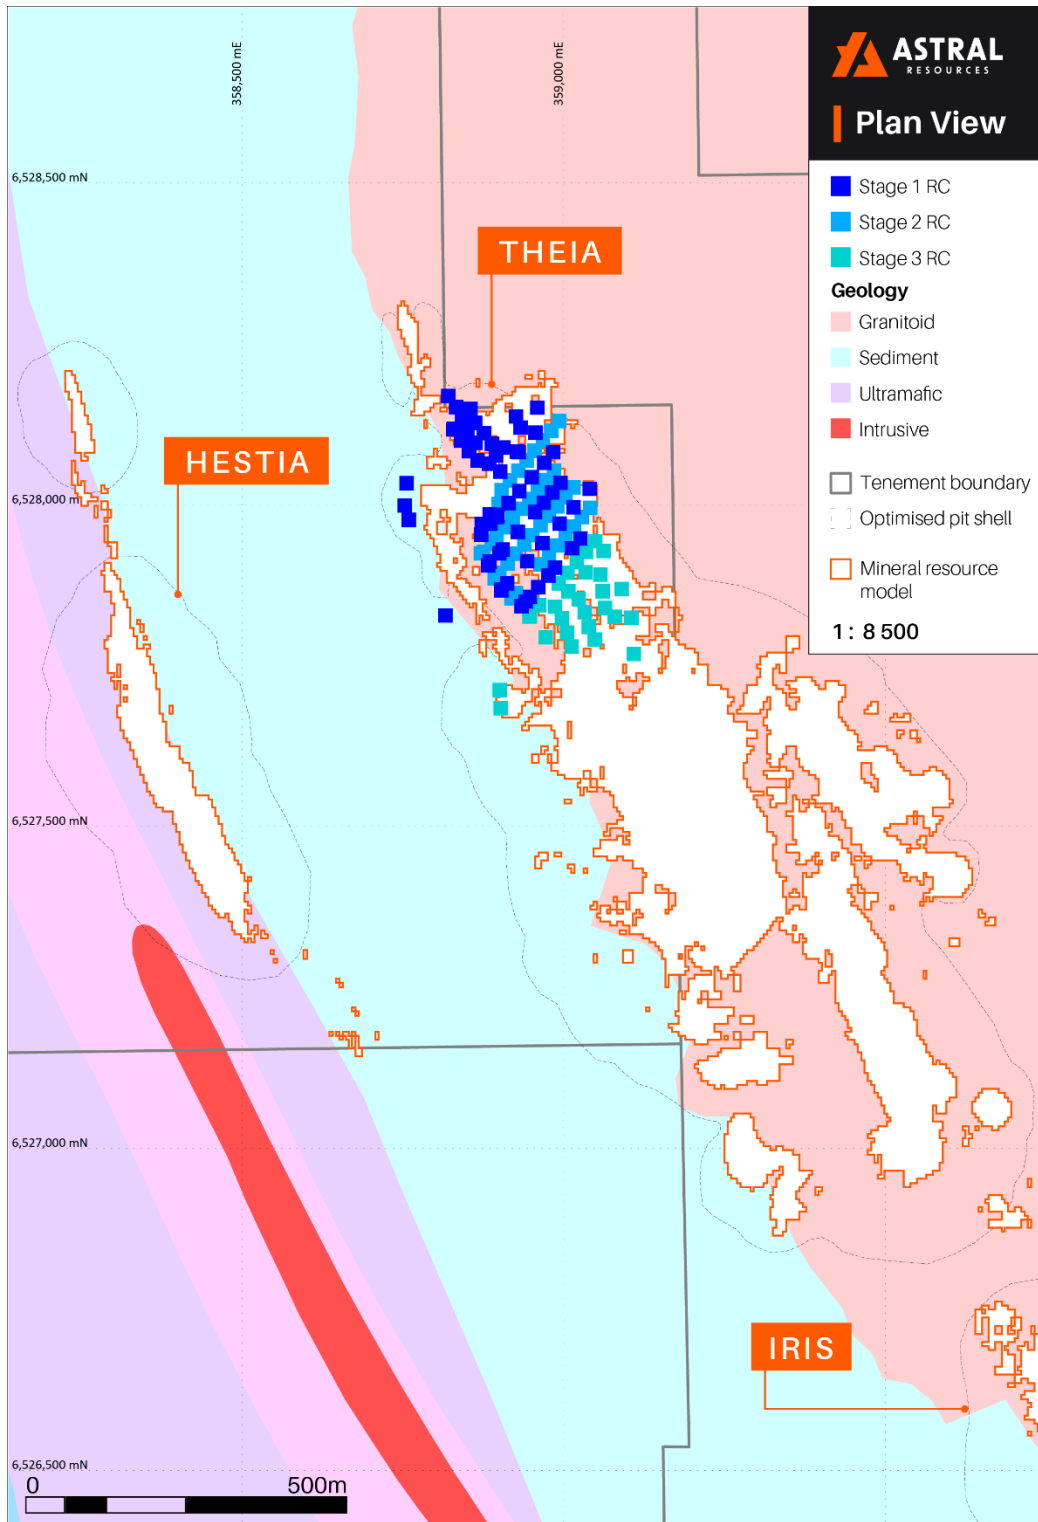 ASTRAL
RESOURCES
Plan View
Stage 1 RC
Stage 2 RC
Stage 3 RC
Geology
Granitoid
Sediment
Ultramafic
Intrusive
Tenement boundary
Optimised pit shell
Mineral resource
model
1 : 8 500
358,500 mE
359,000 mE
6,528,500 mN
THEIA
HESTIA
6,528,000 mN
6,527,500 mN
6,527,000 mN
IRIS
6,526,500 mN
0
500m